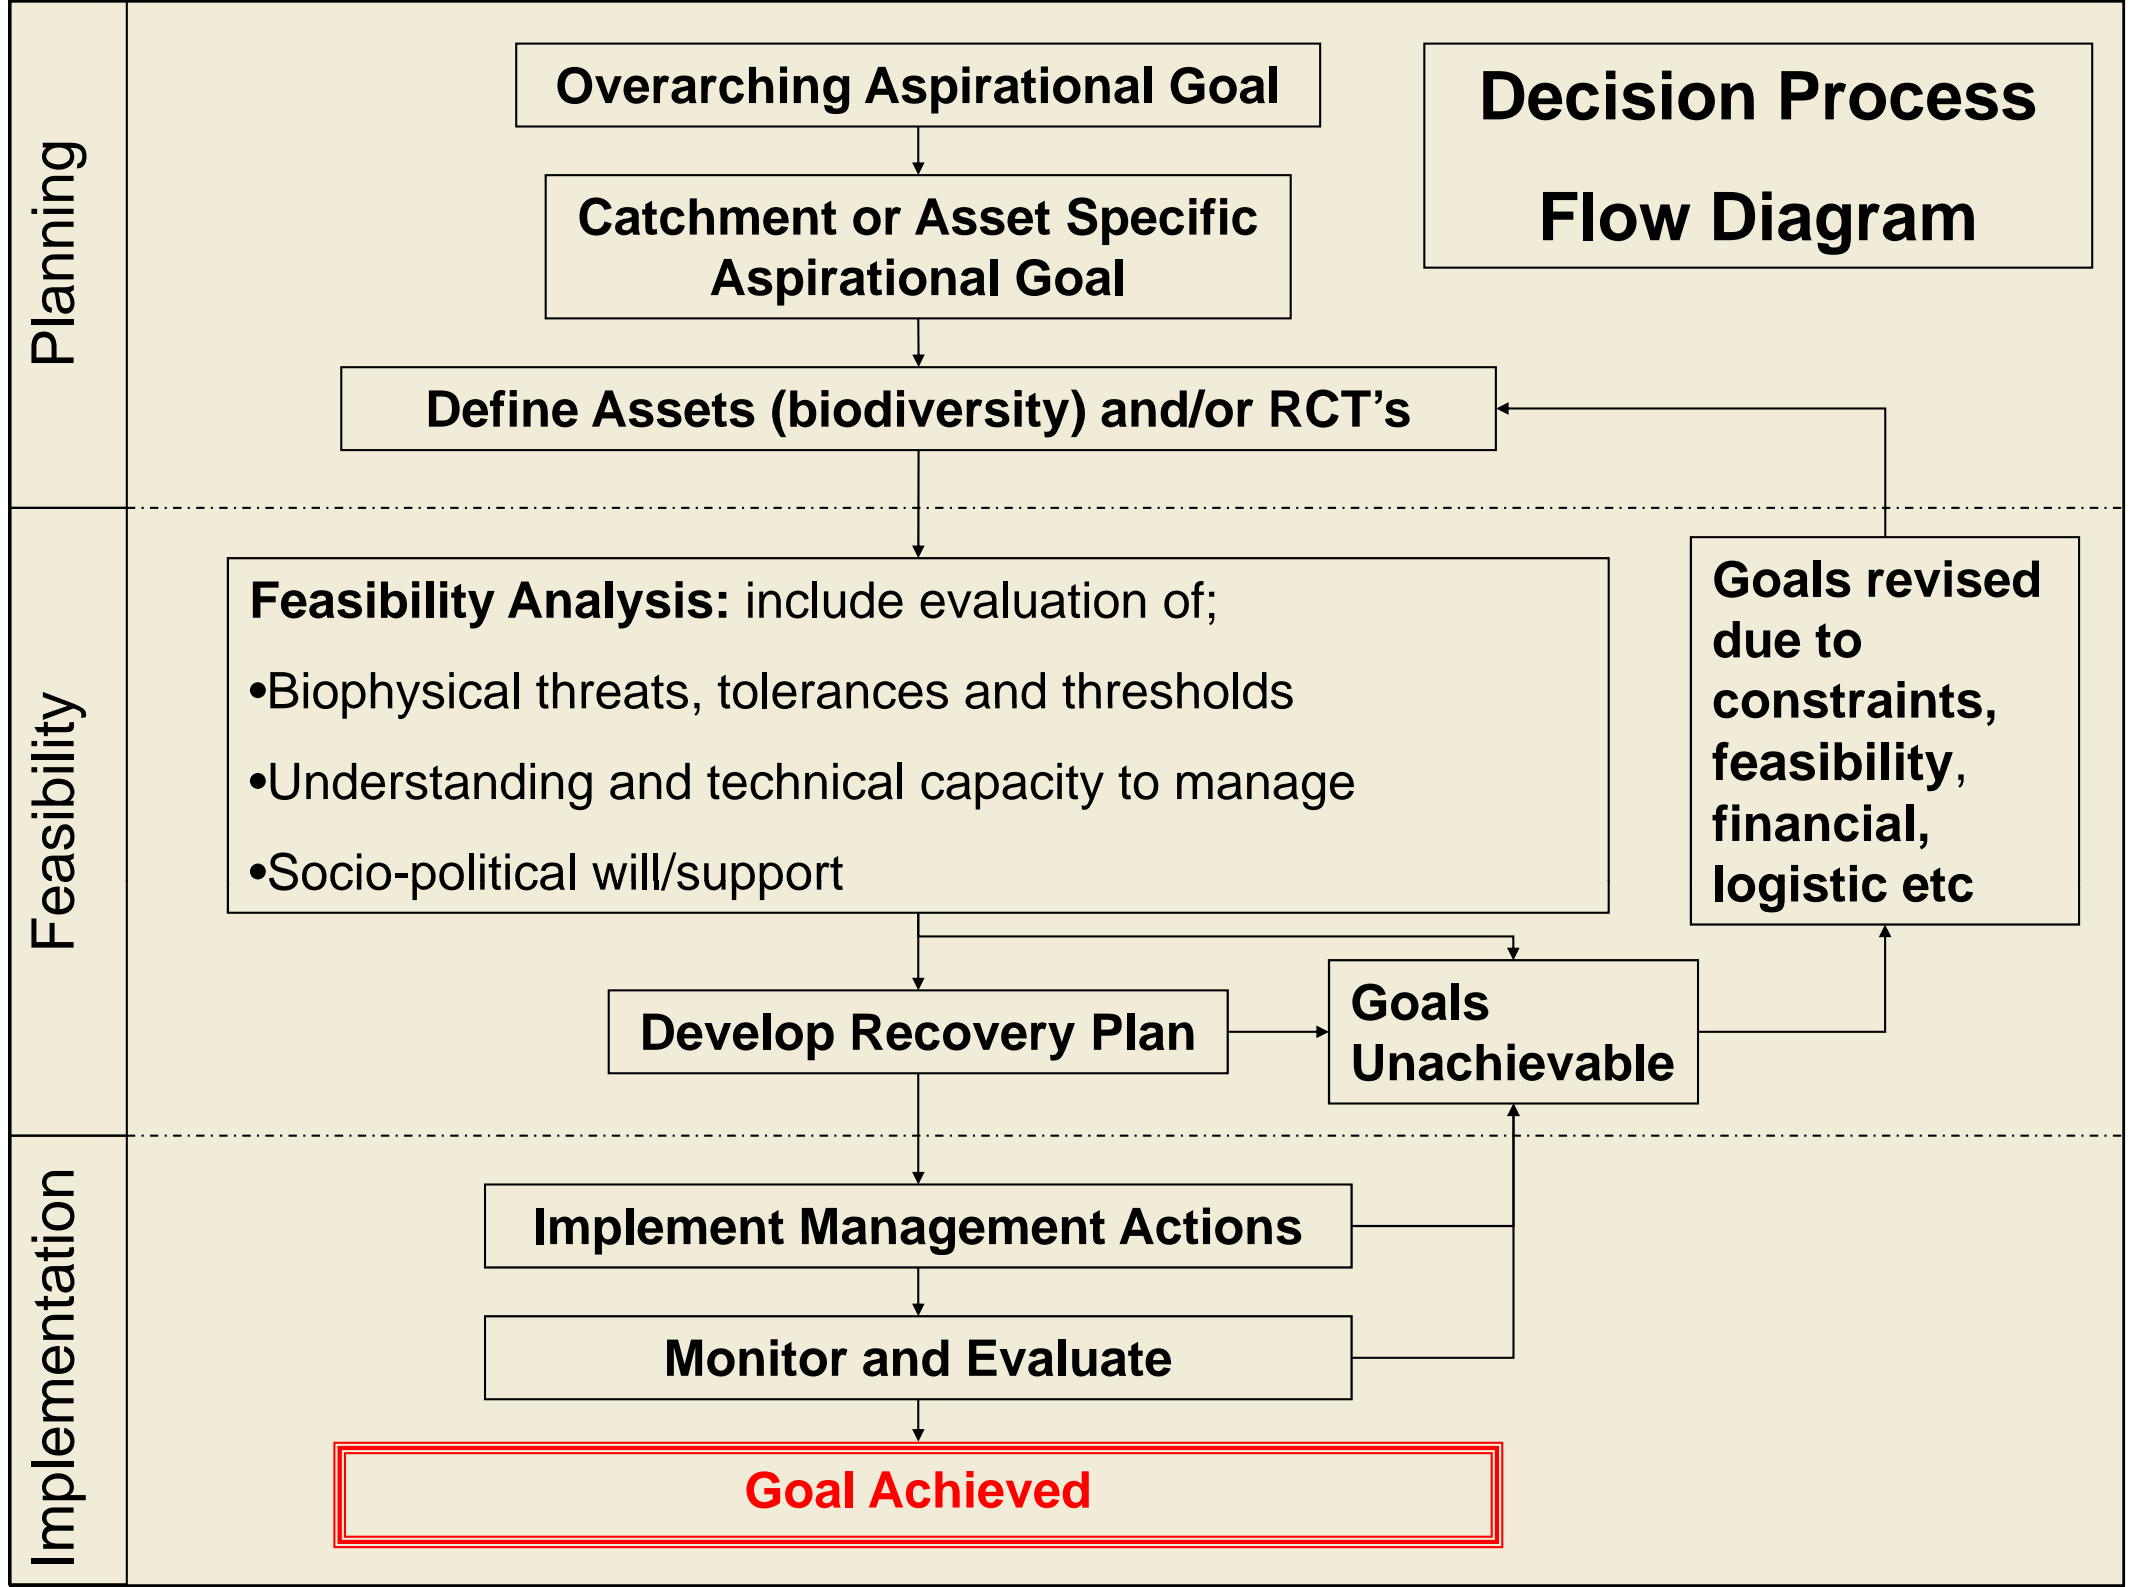 Decision Process
Flow Diagram
Planning
Overarching Aspirational Goal
Catchment or Asset Specific
Aspirational Goal
Define Assets (biodiversity) and/or RCT’s
Feasibility
Feasibility Analysis: include evaluation of;
•Biophysical threats, tolerances and thresholds
•Understanding and technical capacity to manage
•Socio-political will/support
Goals revised
due to
constraints,
feasibility,
financial,
logistic etc
Develop Recovery Plan
Goals
Unachievable
Implementation
Implement Management Actions
Monitor and Evaluate
Goal Achieved